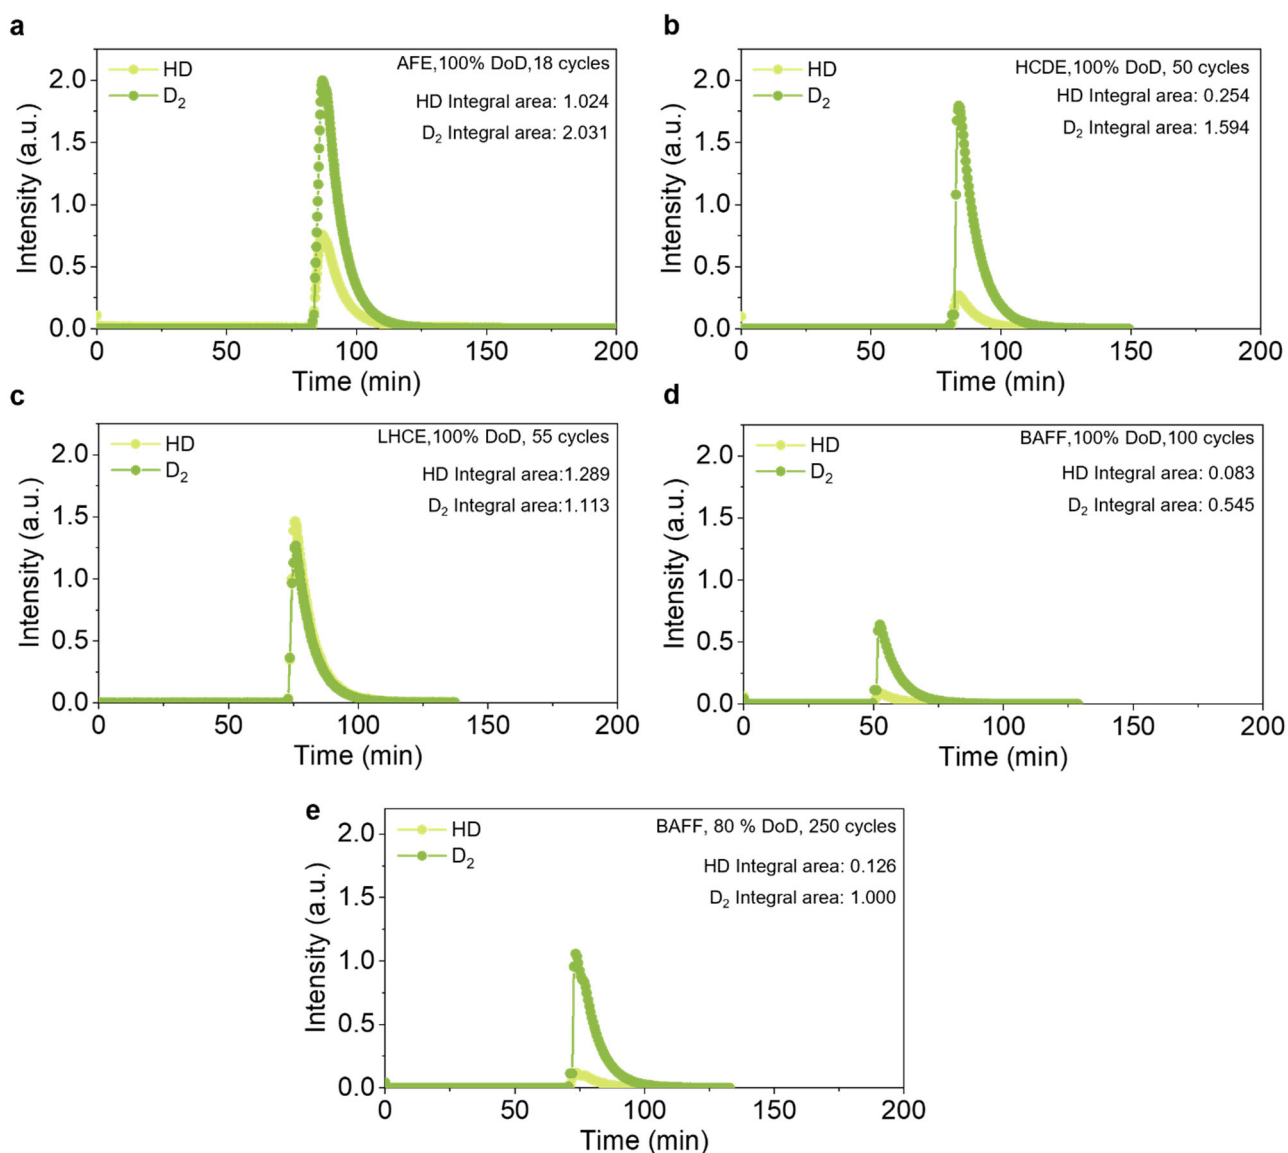 a
Intensity (a.u.)
2.0
1.5
1.0
0.5
0.0
HD
D₂
AFE,100% DoD,18 cycles
HD Integral area: 1.024
D₂ Integral area: 2.031
0 50 100 150 200
Time (min)
b
Intensity (a.u.)
2.0
1.5
1.0
0.5
0.0
HD
D₂
HCDE,100% DoD, 50 cycles
HD Integral area: 0.254
D₂ Integral area: 1.594
0 50 100 150 200
Time (min)
c
Intensity (a.u.)
2.0
1.5
1.0
0.5
0.0
HD
D₂
LHCE,100% DoD, 55 cycles
HD Integral area:1.289
D₂ Integral area:1.113
0 50 100 150 200
Time (min)
d
Intensity (a.u.)
2.0
1.5
1.0
0.5
0.0
HD
D₂
BAFF,100% DoD,100 cycles
HD Integral area: 0.083
D₂ Integral area: 0.545
0 50 100 150 200
Time (min)
e
Intensity (a.u.)
2.0
1.5
1.0
0.5
0.0
HD
D₂
BAFF, 80 % DoD, 250 cycles
HD Integral area: 0.126
D₂ Integral area: 1.000
0 50 100 150 200
Time (min)